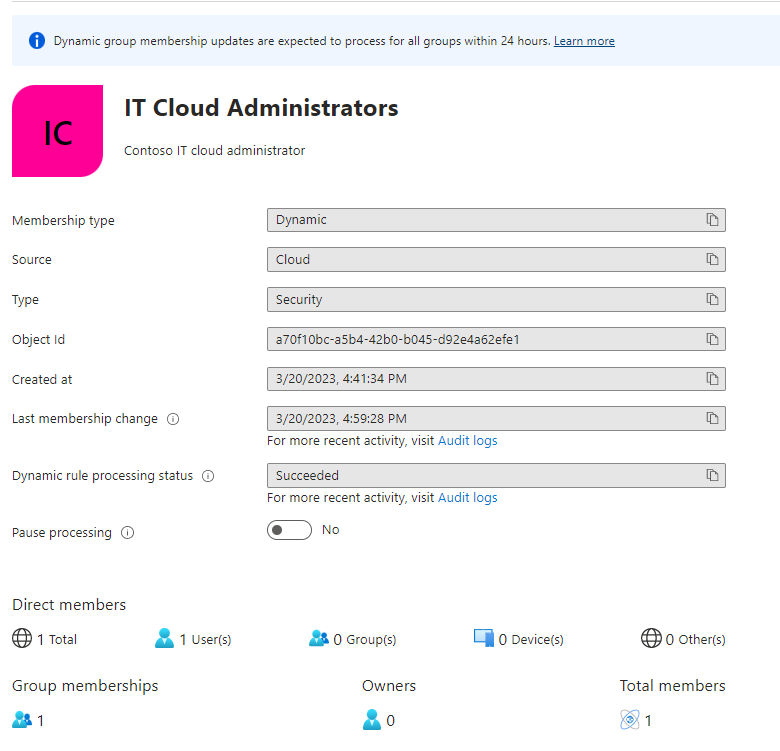 Dynamic group membership updates are expected to process for all groups within 24 hours. Learn more
IC
IT Cloud Administrators
Contoso IT cloud administrator
Membership type Dynamic
Source Cloud
Type Security
Object Id a70f10bc-a5b4-42b0-b045-d92e4a62efe1
Created at 3/20/2023, 4:41:34 PM
Last membership change 3/20/2023, 4:59:28 PM
For more recent activity, visit Audit logs
Dynamic rule processing status Succeeded
For more recent activity, visit Audit logs
Pause processing No
Direct members
1 Total 1 User(s) 0 Group(s) 0 Device(s) 0 Other(s)
Group memberships Owners Total members
1 0 1